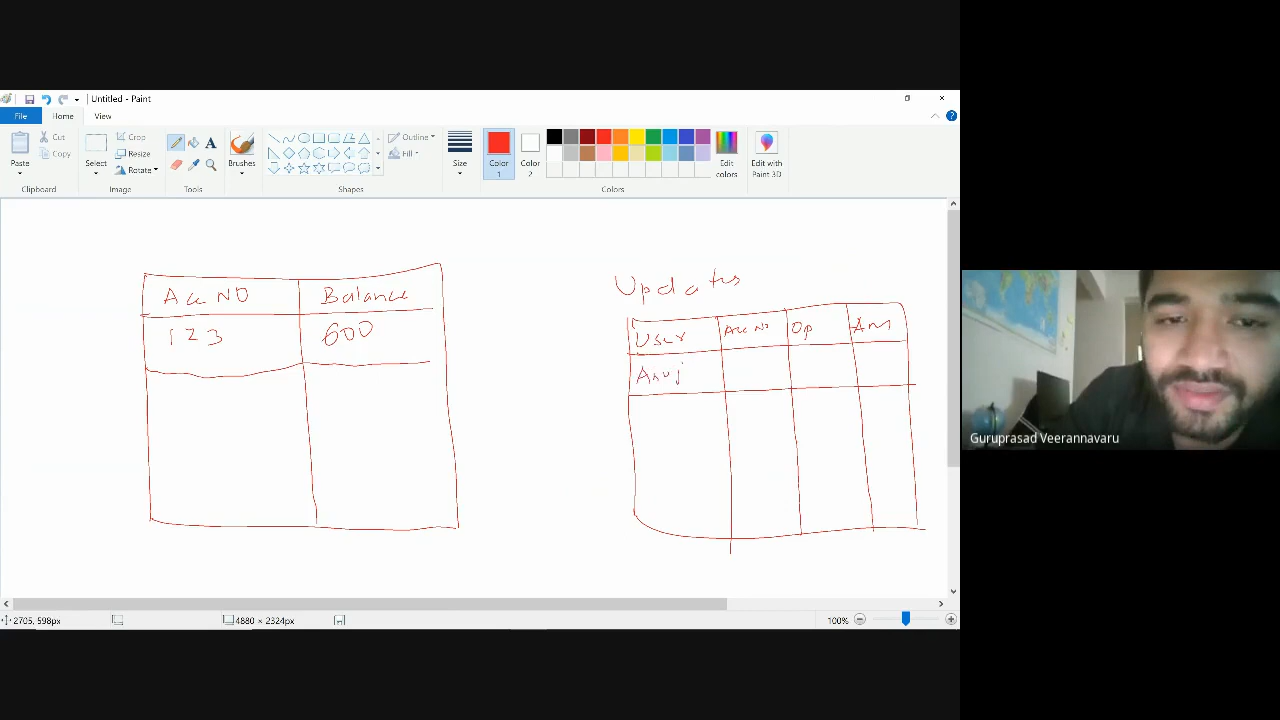 Untitled - Paint
File Home View
Cut
Copy
Paste
Clipboard
Crop
Resize
Rotate
Select
Image
Tools
Brushes
Shapes
Outline
Fill
Size
Color 1
Color 2
Edit colors
Colors
Edit with Paint 3D
Acc NO Balance
123 600
Updates
User Acc No Op Am
Anuj
Guruprasad Veerannavaru
2705, 598px
4880 × 2324px
100%